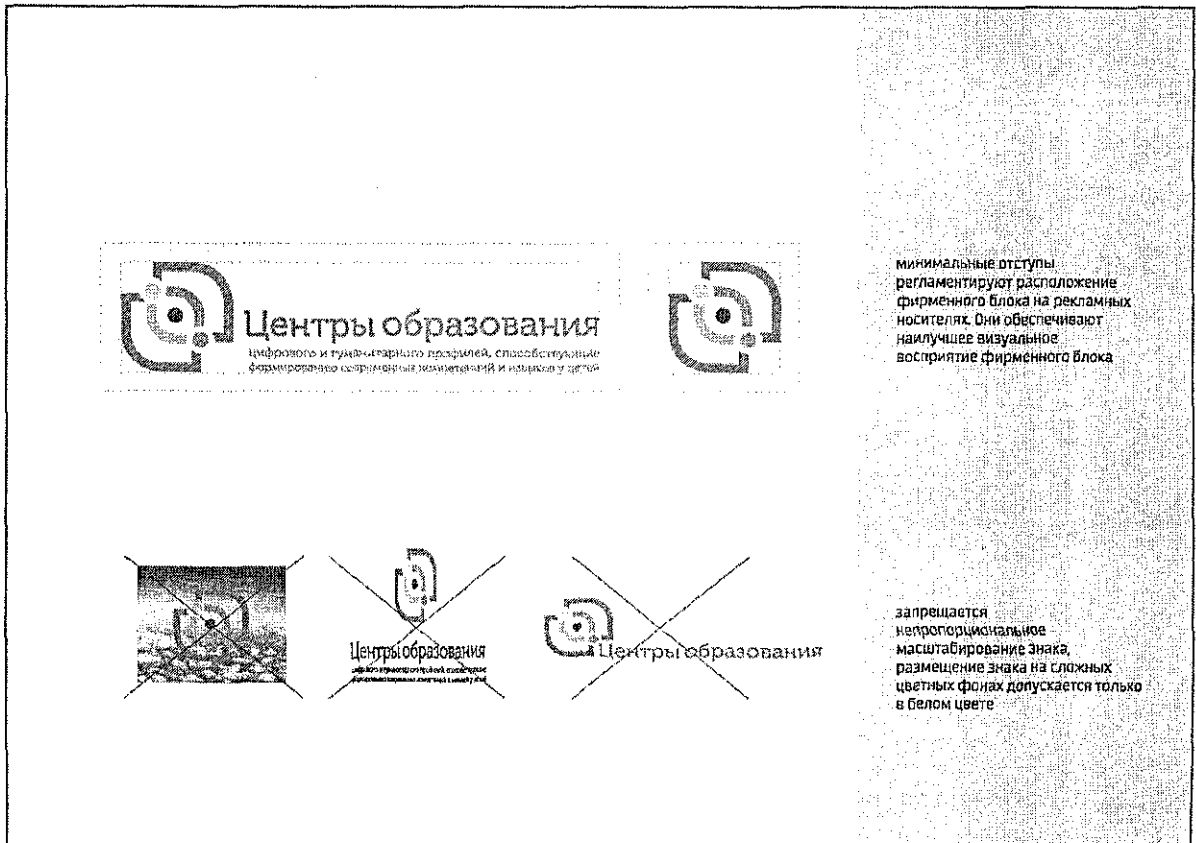 Центры образования
цифрового и гуманитарного профилей, способствующие
формированию современных компетенций и навыков у детей
минимальные отступы
регламентируют расположение
фирменного блока на рекламных
носителях. Они обеспечивают
наилучшее визуальное
восприятие фирменного блока
Центры образования
Центры образования
запрещается
непропорциональное
масштабирование знака,
размещение знака на сложных
цветных фонах допускается только
в белом цвете